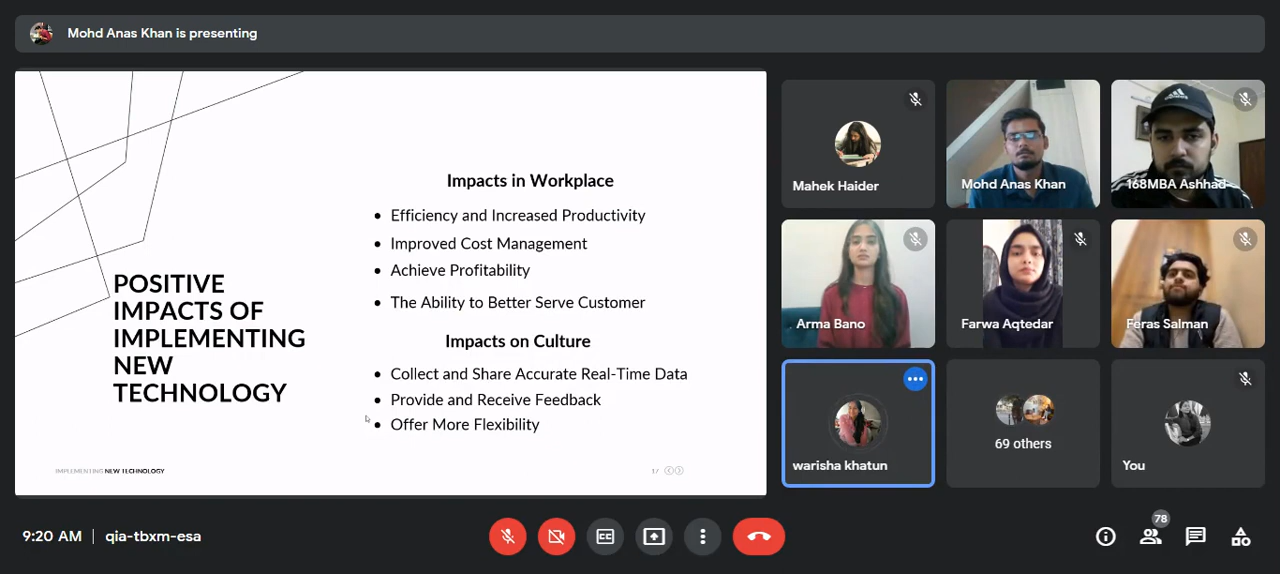 Mohd Anas Khan is presenting
POSITIVE
IMPACTS OF
IMPLEMENTING
NEW
TECHNOLOGY
Impacts in Workplace
• Efficiency and Increased Productivity
• Improved Cost Management
• Achieve Profitability
• The Ability to Better Serve Customer
Impacts on Culture
• Collect and Share Accurate Real-Time Data
• Provide and Receive Feedback
• Offer More Flexibility
IMPLEMENTING NEW TECHNOLOGY
Mahek Haider
Mohd Anas Khan
168MBA Ashhad
adidas
Arma Bano
Farwa Aqtedar
Feras Salman
warisha khatun
69 others
You
9:20 AM | qia-tbxm-esa
CC
78